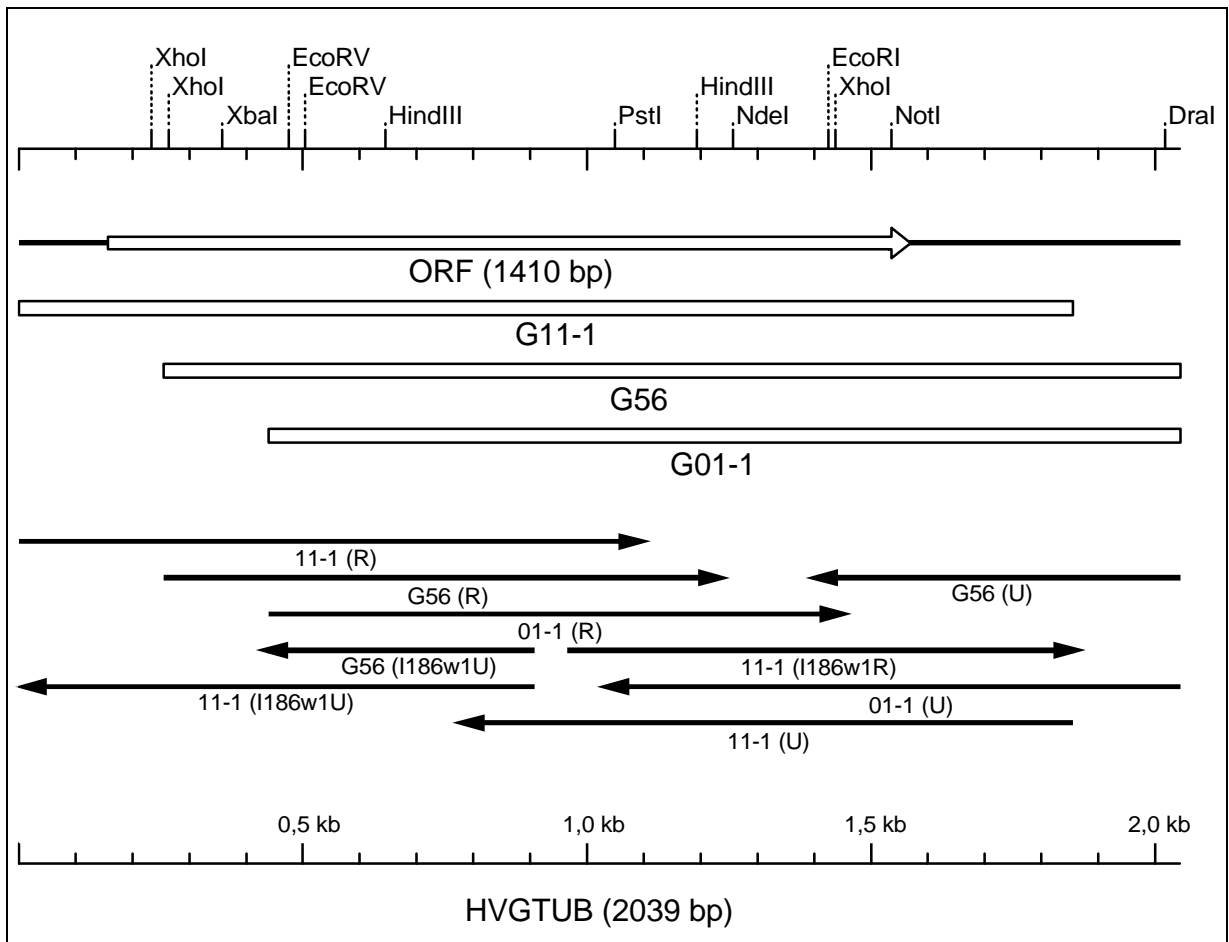 XhoI EcoRV EcoRI
XhoI EcoRV HindIII XhoI
XbaI HindIII PstI NdeI NotI DraI
ORF (1410 bp)
G11-1
G56
G01-1
11-1 (R)
G56 (R) G56 (U)
01-1 (R)
G56 (I186w1U) 11-1 (I186w1R)
11-1 (I186w1U) 01-1 (U)
11-1 (U)
0,5 kb 1,0 kb 1,5 kb 2,0 kb
HVGTUB (2039 bp)